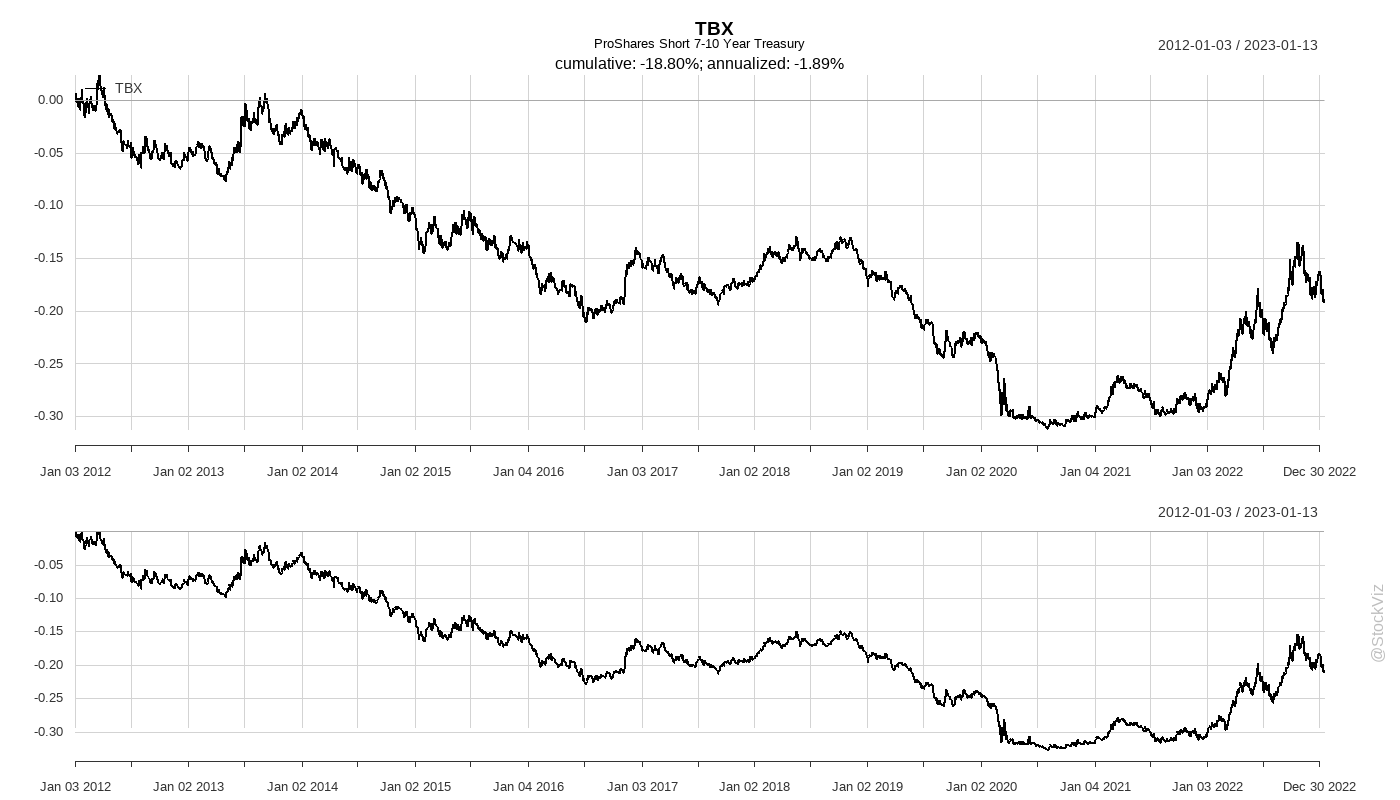 TBX
ProShares Short 7-10 Year Treasury
2012-01-03 / 2023-01-13
cumulative: -18.80%; annualized: -1.89%
TBX
0.00
-0.05
-0.10
-0.15
-0.20
-0.25
-0.30
Jan 03 2012 Jan 02 2013 Jan 02 2014 Jan 02 2015 Jan 04 2016 Jan 03 2017 Jan 02 2018 Jan 02 2019 Jan 02 2020 Jan 04 2021 Jan 03 2022 Dec 30 2022
2012-01-03 / 2023-01-13
-0.05
-0.10
-0.15
-0.20
-0.25
-0.30
Jan 03 2012 Jan 02 2013 Jan 02 2014 Jan 02 2015 Jan 04 2016 Jan 03 2017 Jan 02 2018 Jan 02 2019 Jan 02 2020 Jan 04 2021 Jan 03 2022 Dec 30 2022
@StockViz